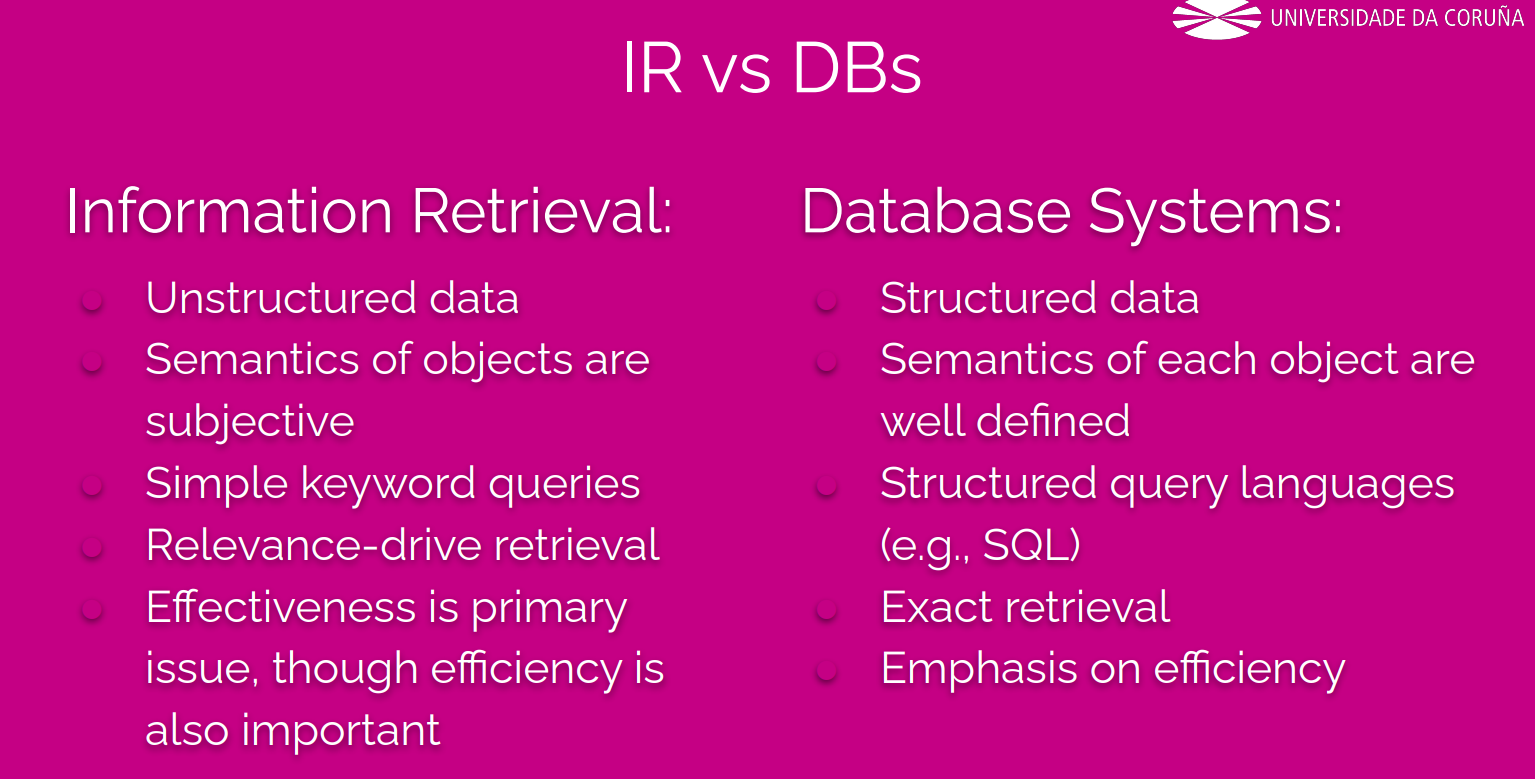 UNIVERSIDADE DA CORUÑA
IR vs DBs
Information Retrieval:
Unstructured data
Semantics of objects are
subjective
Simple keyword queries
Relevance-drive retrieval
Effectiveness is primary
issue, though efficiency is
also important
Database Systems:
Structured data
Semantics of each object are
well defined
Structured query languages
(e.g., SQL)
Exact retrieval
Emphasis on efficiency